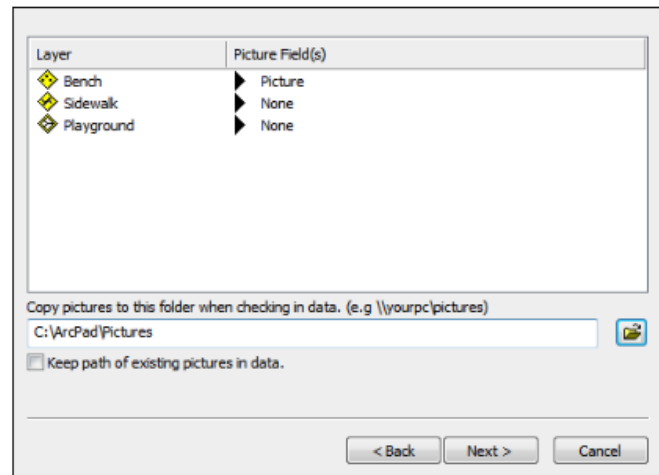 Layer Picture Field(s)
Bench Picture
Sidewalk None
Playground None
Copy pictures to this folder when checking in data. (e.g \\yourpc\pictures)
C:\ArcPad\Pictures
Keep path of existing pictures in data.
< Back Next > Cancel